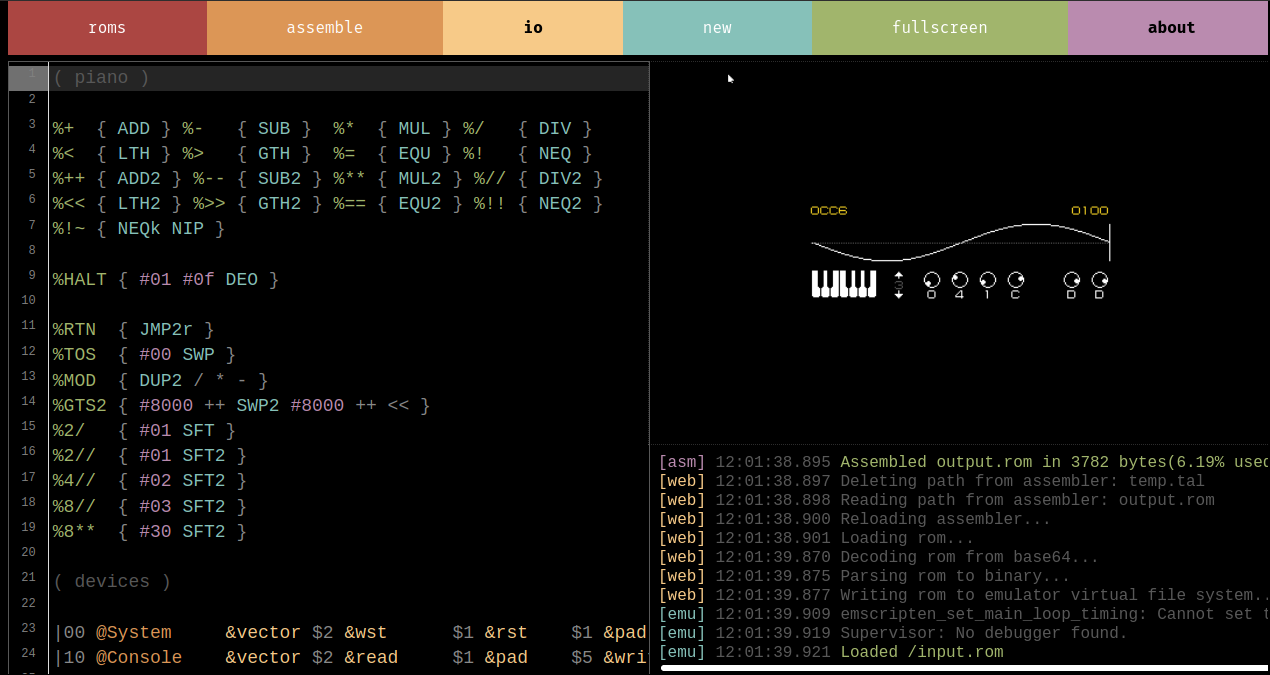 roms assemble io new fullscreen about
1 ( piano )
2
3 %+ { ADD } %- { SUB } %* { MUL } %/ { DIV }
4 %< { LTH } %> { GTH } %= { EQU } %! { NEQ }
5 %++ { ADD2 } %-- { SUB2 } %** { MUL2 } %// { DIV2 }
6 %<< { LTH2 } %>> { GTH2 } %== { EQU2 } %!! { NEQ2 }
7 %!~ { NEQk NIP }
8
9 %HALT { #01 #0f DEO }
10
11 %RTN { JMP2r }
12 %TOS { #00 SWP }
13 %MOD { DUP2 / * - }
14 %GTS2 { #8000 ++ SWP2 #8000 ++ << }
15 %2/ { #01 SFT }
16 %2// { #01 SFT2 }
17 %4// { #02 SFT2 }
18 %8// { #03 SFT2 }
19 %8** { #30 SFT2 }
20
21 ( devices )
22
23 |00 @System &vector $2 &wst $1 &rst $1 &pad
24 |10 @Console &vector $2 &read $1 &pad $5 &wri
0CC6 0100
3
0 4 1 C D D
[asm] 12:01:38.895 Assembled output.rom in 3782 bytes(6.19% used
[web] 12:01:38.897 Deleting path from assembler: temp.tal
[web] 12:01:38.898 Reading path from assembler: output.rom
[web] 12:01:38.900 Reloading assembler...
[web] 12:01:38.901 Loading rom...
[web] 12:01:39.870 Decoding rom from base64...
[web] 12:01:39.875 Parsing rom to binary...
[web] 12:01:39.877 Writing rom to emulator virtual file system..
[emu] 12:01:39.909 emscripten_set_main_loop_timing: Cannot set t
[emu] 12:01:39.919 Supervisor: No debugger found.
[emu] 12:01:39.921 Loaded /input.rom